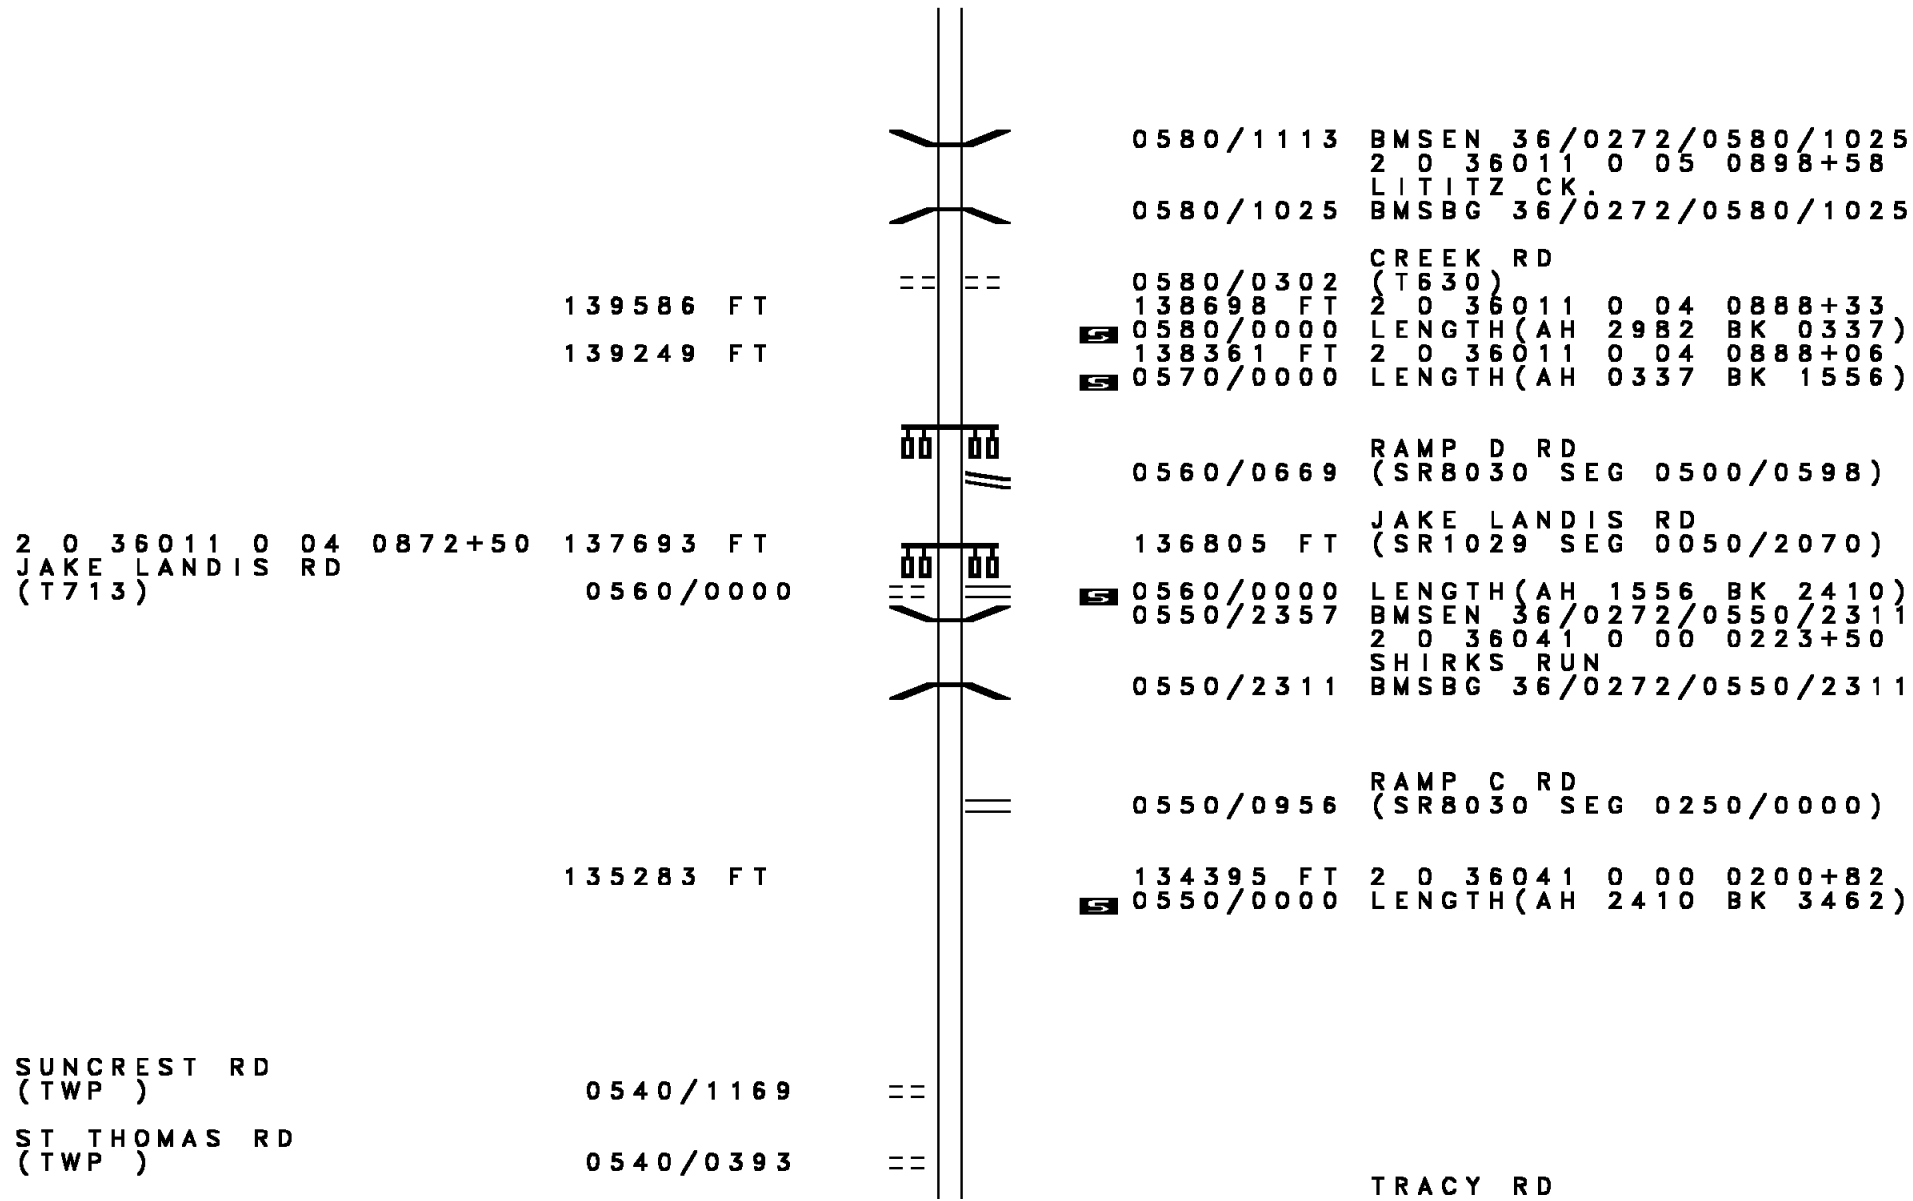 0580/1113 BMSEN 36/0272/0580/1025
2 0 36011 0 05 0898+58
LITITZ CK.
0580/1025 BMSBG 36/0272/0580/1025
CREEK RD
0580/0302 (T630)
139586 FT 138698 FT 2 0 36011 0 04 0888+33
S 0580/0000 LENGTH(AH 2982 BK 0337)
139249 FT 138361 FT 2 0 36011 0 04 0888+06
S 0570/0000 LENGTH(AH 0337 BK 1556)
RAMP D RD
0560/0669 (SR8030 SEG 0500/0598)
JAKE LANDIS RD
2 0 36011 0 04 0872+50 137693 FT 136805 FT (SR1029 SEG 0050/2070)
JAKE LANDIS RD
(T713) 0560/0000 S 0560/0000 LENGTH(AH 1556 BK 2410)
0550/2357 BMSEN 36/0272/0550/2311
2 0 36041 0 00 0223+50
SHIRKS RUN
0550/2311 BMSBG 36/0272/0550/2311
RAMP C RD
0550/0956 (SR8030 SEG 0250/0000)
135283 FT 134395 FT 2 0 36041 0 00 0200+82
S 0550/0000 LENGTH(AH 2410 BK 3462)
SUNCREST RD
(TWP ) 0540/1169
ST THOMAS RD
(TWP ) 0540/0393
TRACY RD